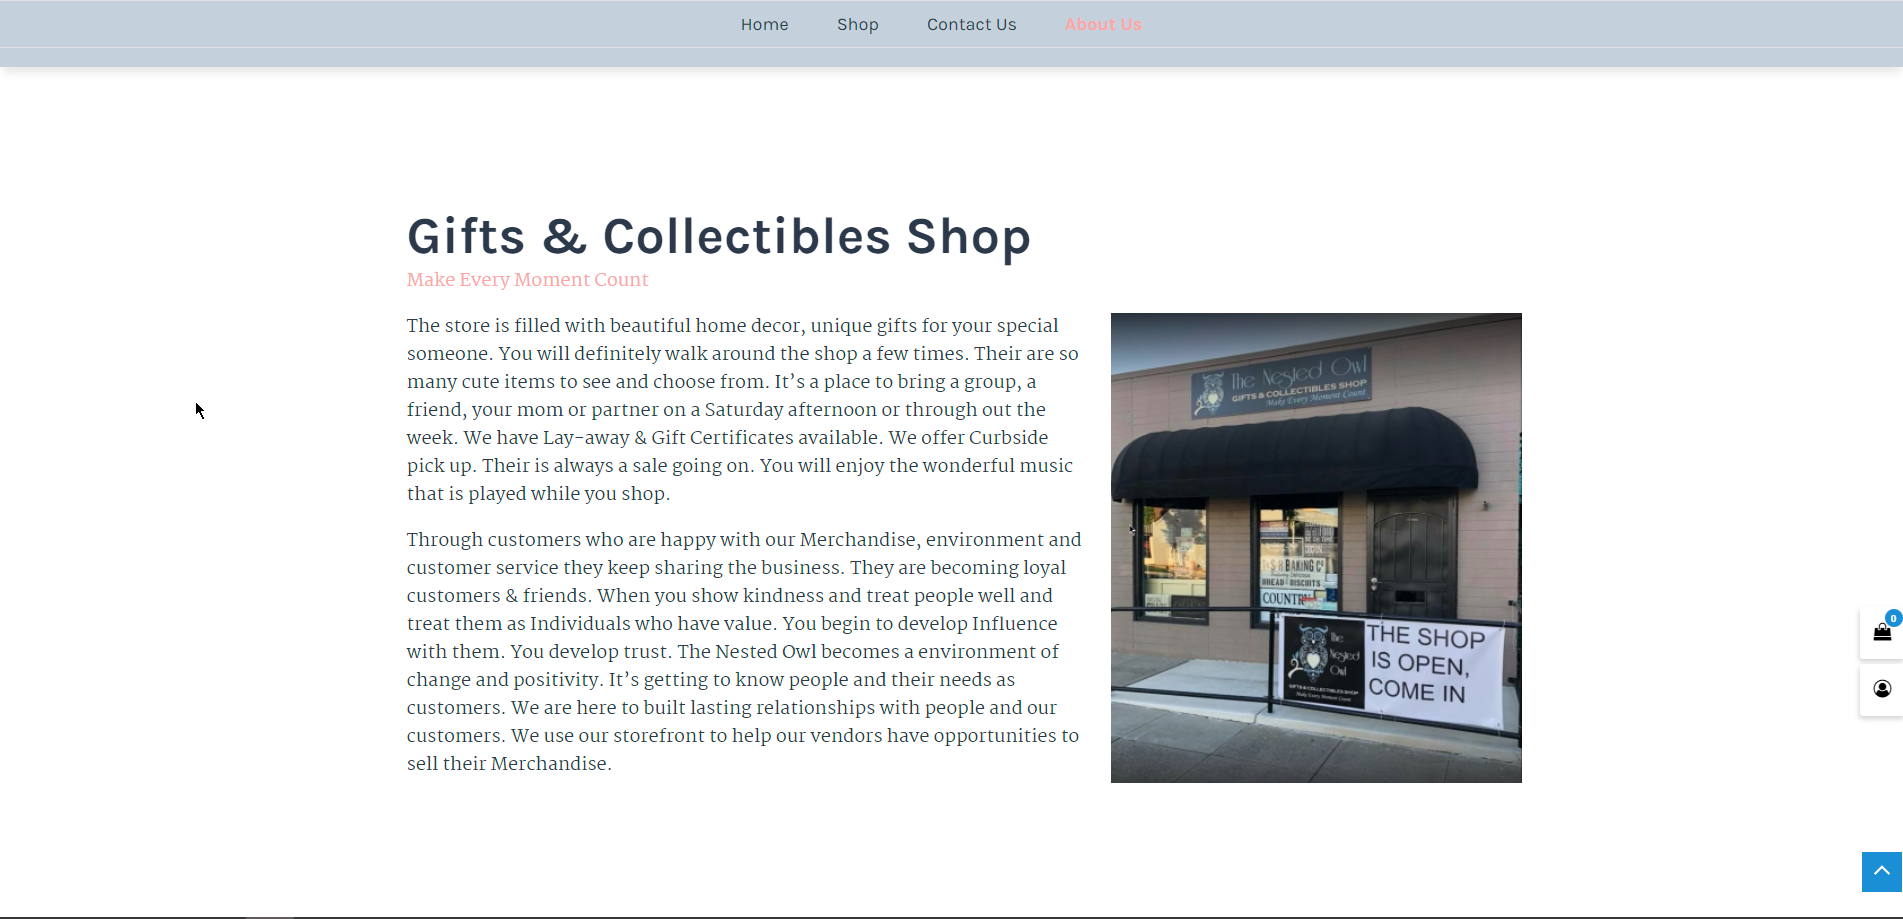 Home Shop Contact Us About Us
Gifts & Collectibles Shop
Make Every Moment Count
The store is filled with beautiful home decor, unique gifts for your special
someone. You will definitely walk around the shop a few times. Their are so
many cute items to see and choose from. It’s a place to bring a group, a
friend, your mom or partner on a Saturday afternoon or through out the
week. We have Lay-away & Gift Certificates available. We offer Curbside
pick up. Their is always a sale going on. You will enjoy the wonderful music
that is played while you shop.
Through customers who are happy with our Merchandise, environment and
customer service they keep sharing the business. They are becoming loyal
customers & friends. When you show kindness and treat people well and
treat them as Individuals who have value. You begin to develop Influence
with them. You develop trust. The Nested Owl becomes a environment of
change and positivity. It’s getting to know people and their needs as
customers. We are here to built lasting relationships with people and our
customers. We use our storefront to help our vendors have opportunities to
sell their Merchandise.
The Nested Owl
GIFTS & COLLECTIBLES SHOP
Make Every Moment Count
BAKING Cº
BREAD & BISCUITS
COUNTRY
The
Nested
Owl
GIFTS & COLLECTIBLES SHOP
Make Every Moment Count
THE SHOP
IS OPEN,
COME IN
0